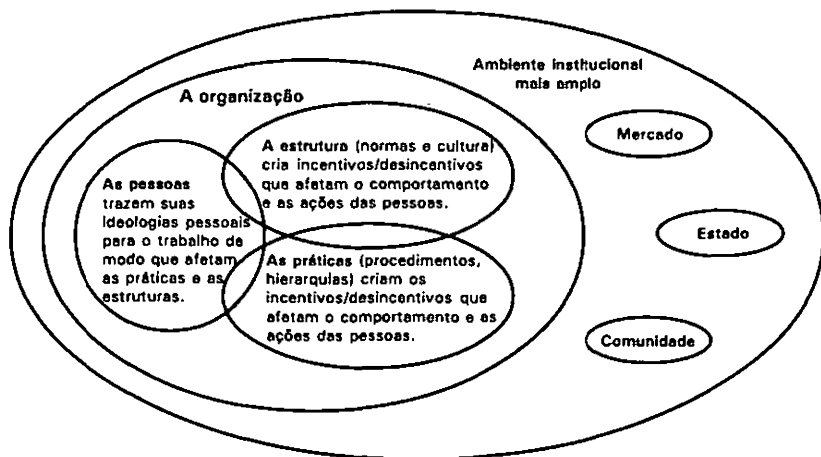 Ambiente institucional
mais amplo
A organização
Mercado
A estrutura (normas e cultura)
cria incentivos/desincentivos
que afetam o comportamento
e as ações das pessoas.
As pessoas
trazem suas
ideologias pessoais
para o trabalho de
modo que afetam
as práticas e as
estruturas.
Estado
As práticas (procedimentos,
hierarquias) criam os
incentivos/desincentivos que
afetam o comportamento e as
ações das pessoas.
Comunidade